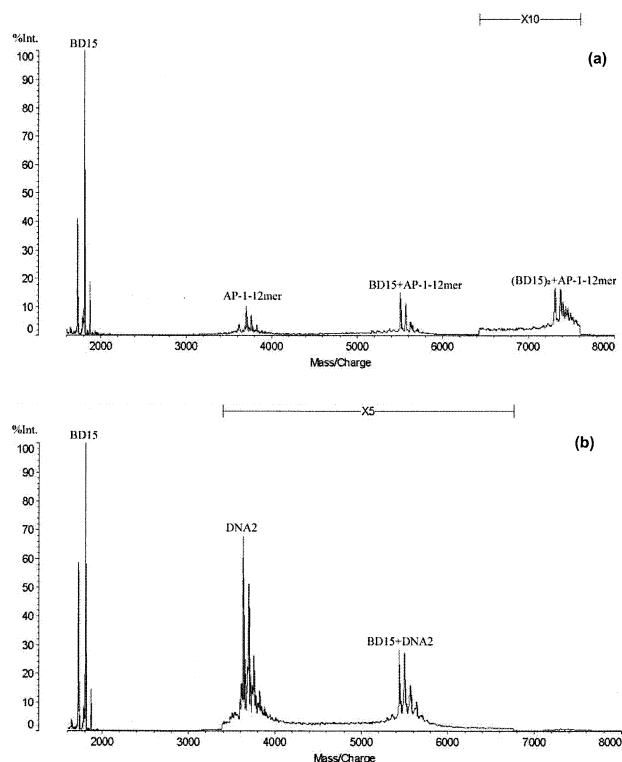 X10
%Int.
BD15
(a)
100
90
80
70
60
50
40
30
20
10
0
AP-1-12mer
BD15+AP-1-12mer
(BD15)₂+AP-1-12mer
2000 3000 4000 5000 6000 7000 8000
Mass/Charge
X5
%Int.
BD15
(b)
100
90
80
70
60
50
40
30
20
10
0
DNA2
BD15+DNA2
2000 3000 4000 5000 6000 7000 8000
Mass/Charge